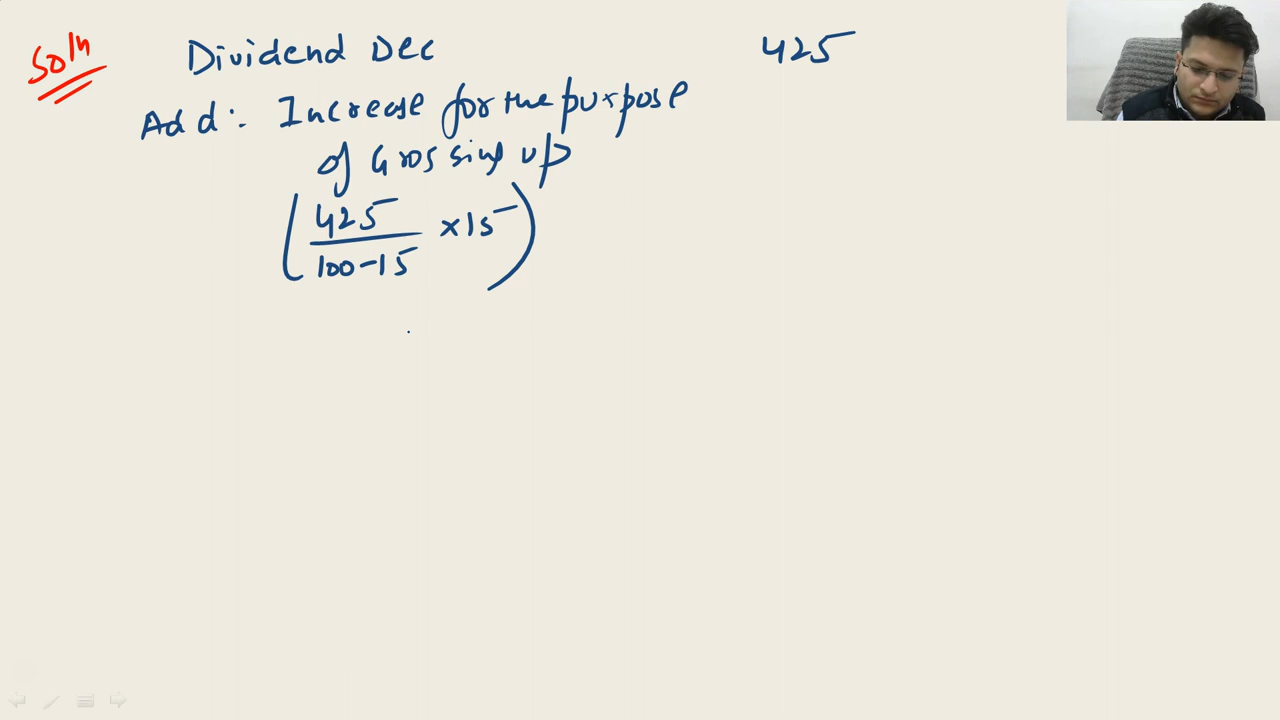 Soln
Dividend Dec 425
Add: Increase for the purpose
of Grossing up
(425
100-15 ×15)